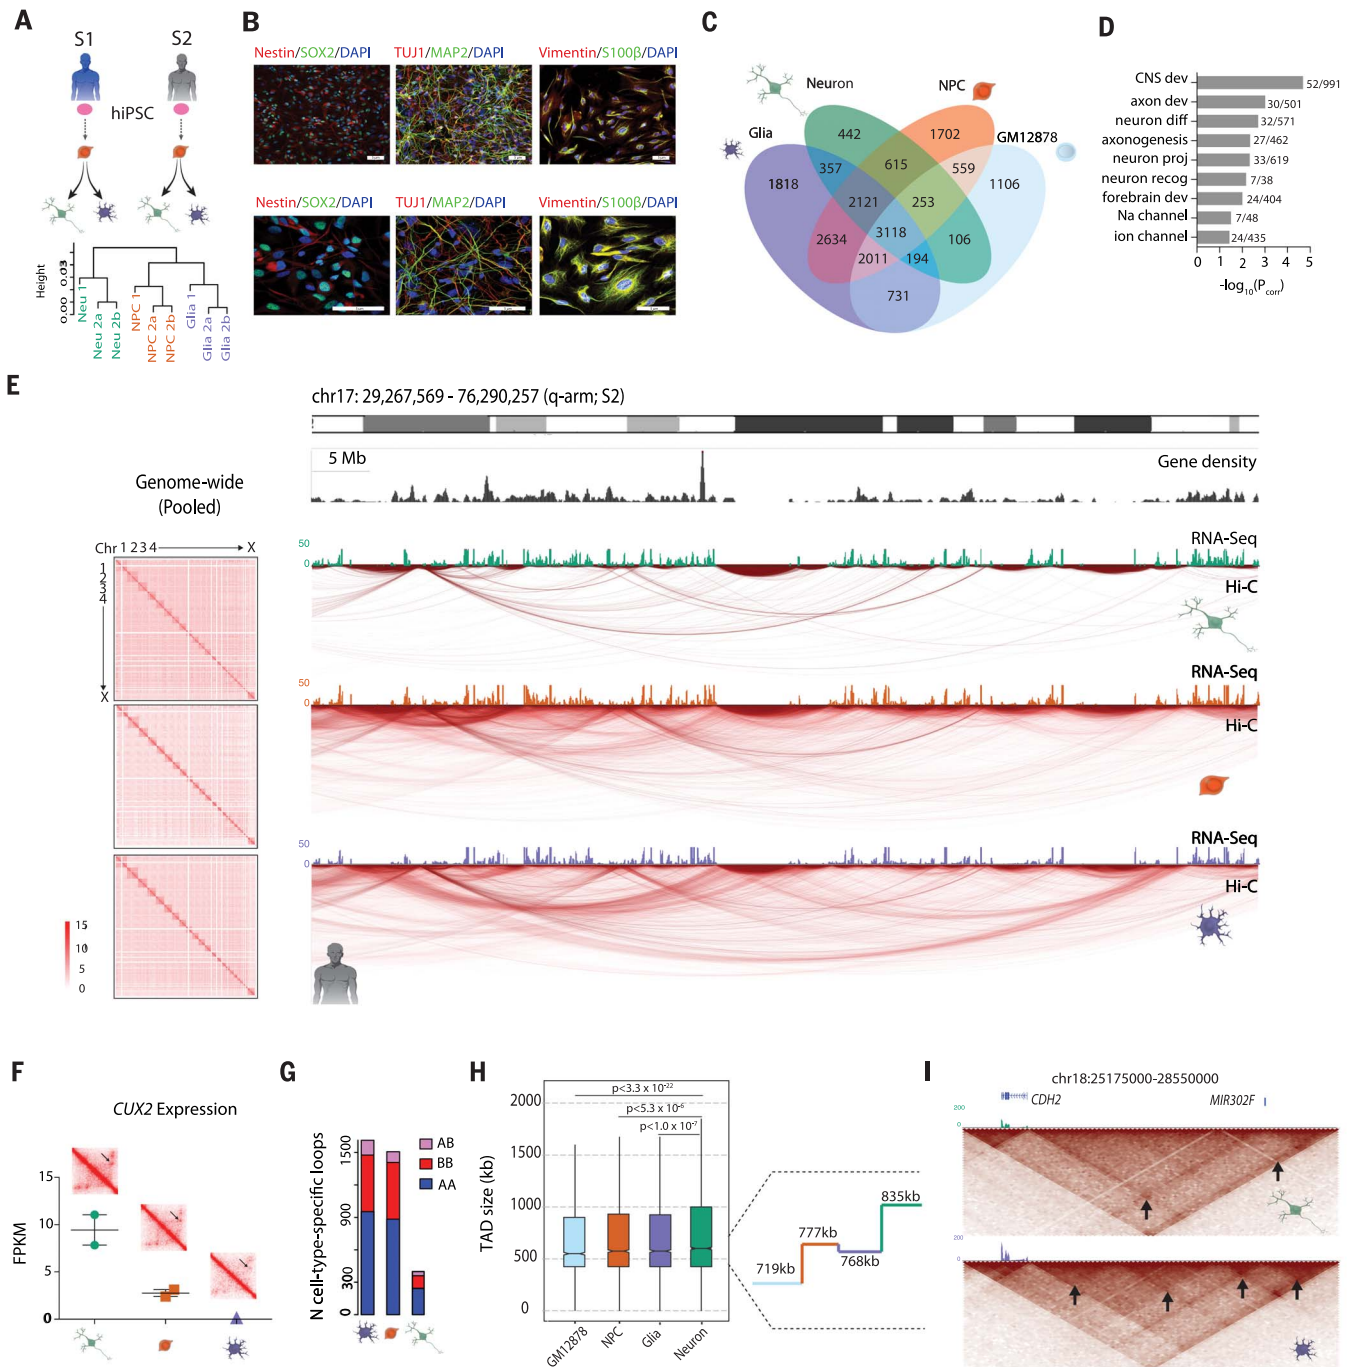 A
S1
S2
hiPSC
Height
0.00 0.03
Neu 1
Neu 2a
Neu 2b
NPC 1
NPC 2a
NPC 2b
Glia 1
Glia 2a
Glia 2b
B
Nestin/SOX2/DAPI
TUJ1/MAP2/DAPI
Vimentin/S100β/DAPI
Nestin/SOX2/DAPI
TUJ1/MAP2/DAPI
Vimentin/S100β/DAPI
C
Neuron
NPC
Glia
GM12878
442
1702
1818
357
615
559
1106
2121
253
2634
3118
106
2011
194
731
D
CNS dev 52/991
axon dev 30/501
neuron diff 32/571
axonogenesis 27/462
neuron proj 33/619
neuron recog 7/38
forebrain dev 24/404
Na channel 7/48
ion channel 24/435
0 1 2 3 4 5
-log10(Pcorr)
E
chr17: 29,267,569 - 76,290,257 (q-arm; S2)
5 Mb
Gene density
Genome-wide
(Pooled)
Chr 1 2 3 4 X
1
2
3
4
X
15
10
5
0
50
0
RNA-Seq
Hi-C
50
0
RNA-Seq
Hi-C
50
0
RNA-Seq
Hi-C
F
CUX2 Expression
FPKM
15
10
5
0
G
N cell-type-specific loops
1500
900
300
0
AB
BB
AA
H
TAD size (kb)
2000
1500
1000
500
0
p<3.3 x 10-22
p<5.3 x 10-6
p<1.0 x 10-7
GM12878
NPC
Glia
Neuron
719kb
777kb
768kb
835kb
I
chr18:25175000-28550000
CDH2
MIR302F
200
0
200
0